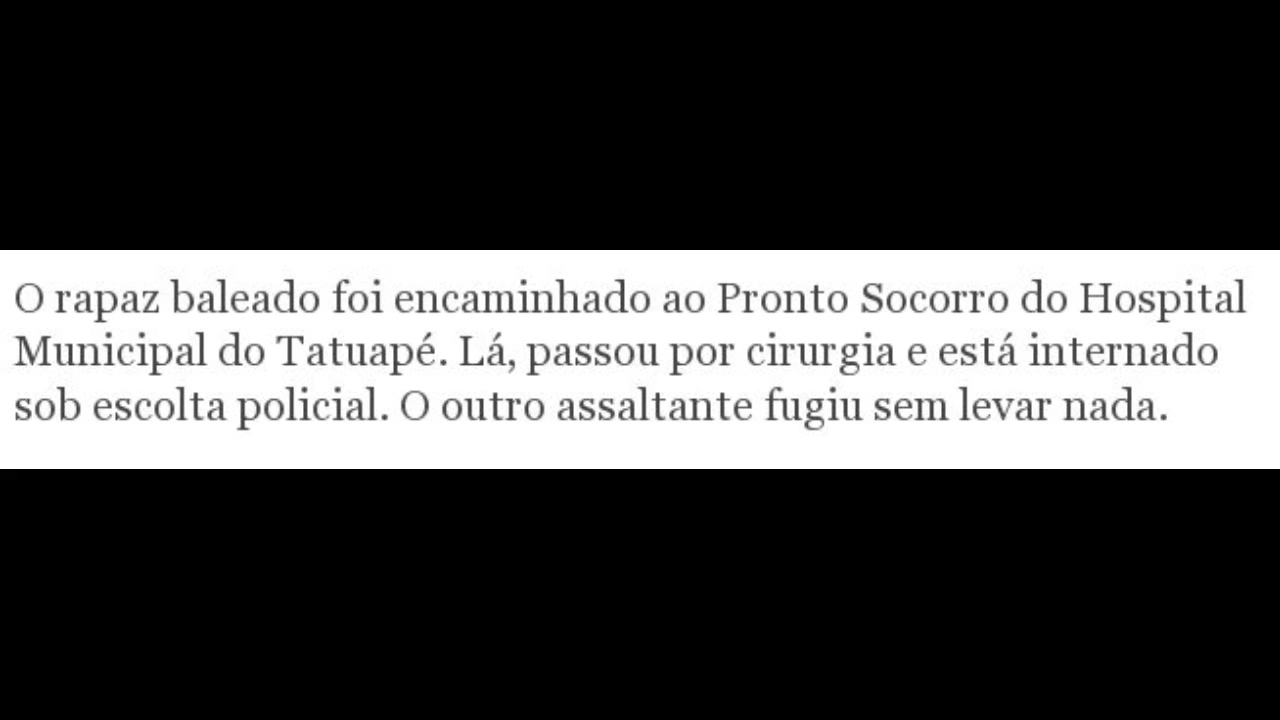 O rapaz baleado foi encaminhado ao Pronto Socorro do Hospital
Municipal do Tatuapé. Lá, passou por cirurgia e está internado
sob escolta policial. O outro assaltante fugiu sem levar nada.